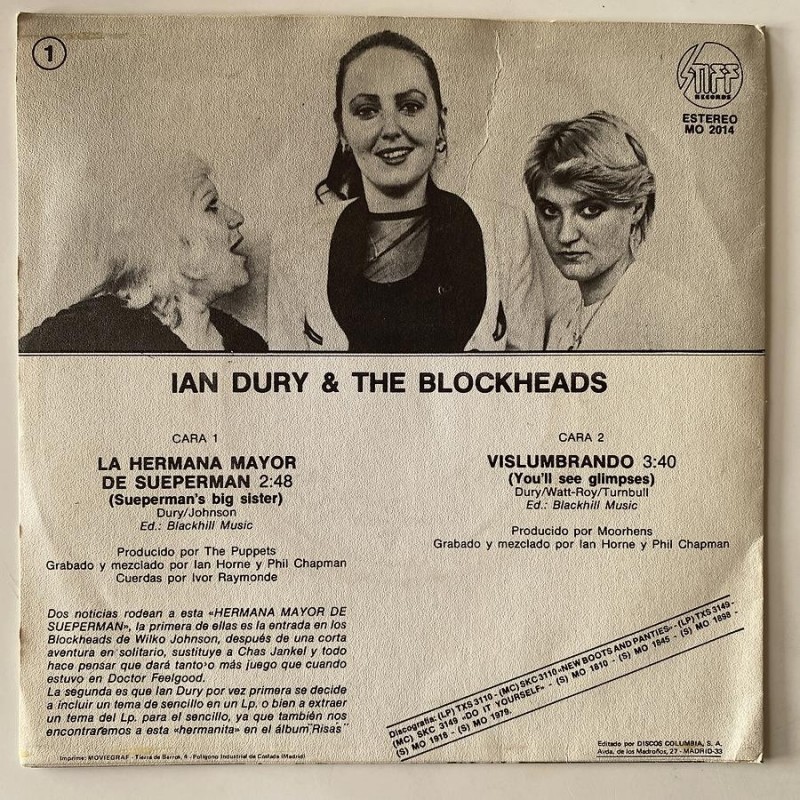 1
STIFF
RECORDS
ESTEREO
MO 2014
IAN DURY & THE BLOCKHEADS
CARA 1
LA HERMANA MAYOR
DE SUEPERMAN 2:48
(Sueperman's big sister)
Dury/Johnson
Ed.: Blackhill Music
Producido por The Puppets
Grabado y mezclado por Ian Horne y Phil Chapman
Cuerdas por Ivor Raymonde
CARA 2
VISLUMBRANDO 3:40
(You'll see glimpses)
Dury/Watt-Roy/Turnbull
Ed.: Blackhill Music
Producido por Moorhens
Grabado y mezclado por Ian Horne y Phil Chapman
Dos noticias rodean a esta «HERMANA MAYOR DE
SUEPERMAN», la primera de ellas es la entrada en los
Blockheads de Wilko Johnson, después de una corta
aventura en solitario, sustituye a Chas Jankel y todo
hace pensar que dará tanto o más juego que cuando
estuvo en Doctor Feelgood.
La segunda es que Ian Dury por vez primera se decide
a incluir un tema de sencillo en un Lp. o bien a extraer
un tema del Lp. para el sencillo, ya que también nos
encontraremos a esta «hermanita» en el álbum "Risas"
Discografía: (LP) TXS 3110 - (MC) SKC 3110 «NEW BOOTS AND PANTIES» - (LP) TXS 3149 -
(MC) SKC 3149 «DO IT YOURSELF» - (S) MO 1810 - (S) MO 1845 - (S) MO 1898 -
(S) MO 1918 - (S) MO 1979.
Imprime: MOVIEGRAF - Tierra de Barros, 4 - Polígono Industrial de Coslada (Madrid)
Editado por DISCOS COLUMBIA, S. A.
Avda. de los Madroños, 27 - MADRID-33